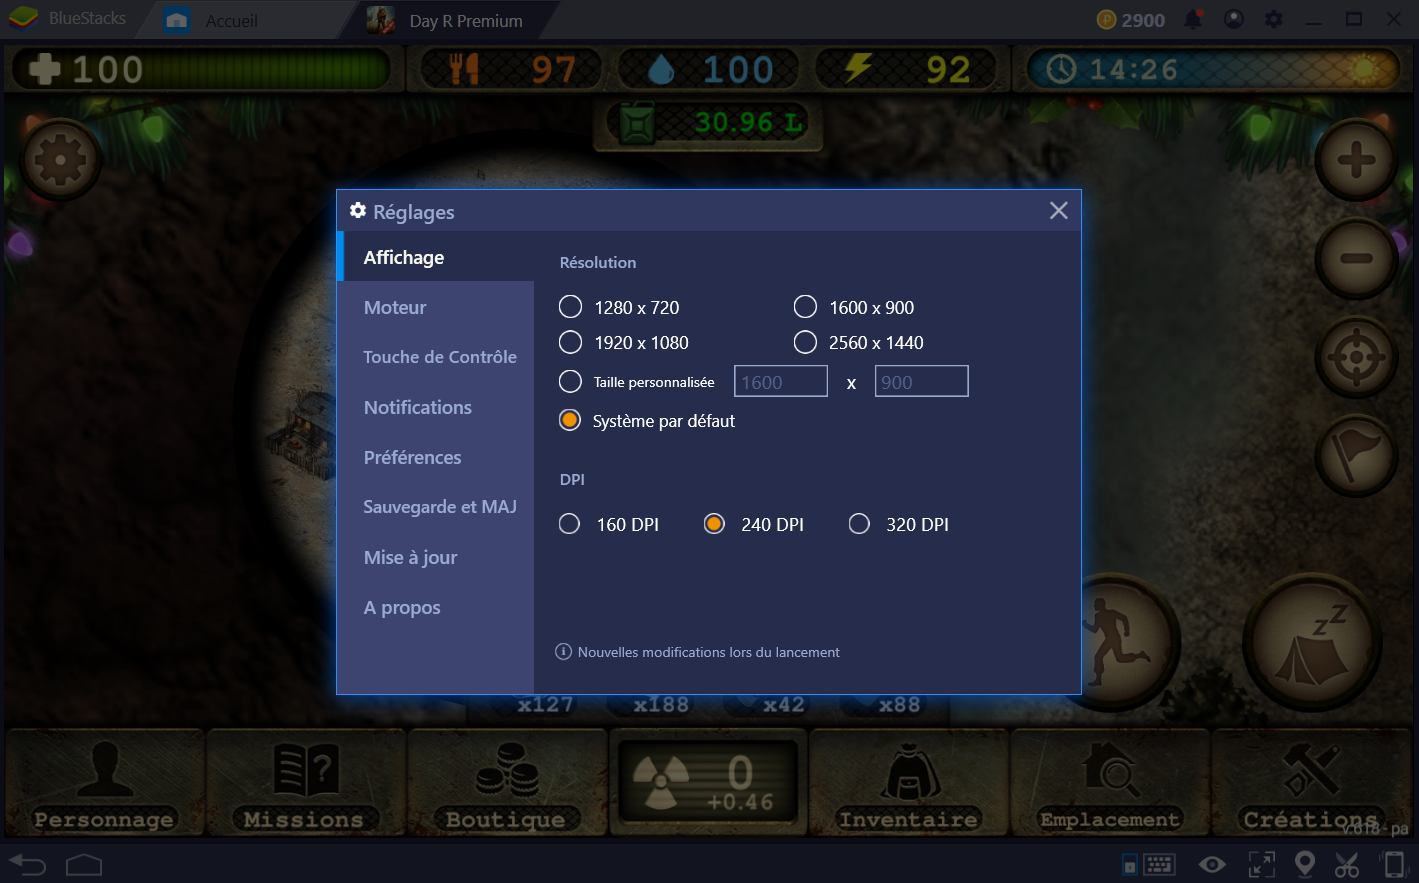 BlueStacks
Accueil
Day R Premium
2900
100
97
100
92
14:26
30.96 L
Réglages
Affichage
Moteur
Touche de Contrôle
Notifications
Préférences
Sauvegarde et MAJ
Mise à jour
A propos
Résolution
1280 x 720
1600 x 900
1920 x 1080
2560 x 1440
Taille personnalisée
1600
x
900
Système par défaut
DPI
160 DPI
240 DPI
320 DPI
Nouvelles modifications lors du lancement
zz
x127
x188
x42
x88
0
+0.46
Personnage
Missions
Boutique
Inventaire
Emplacement
Créations
v.618 - pa